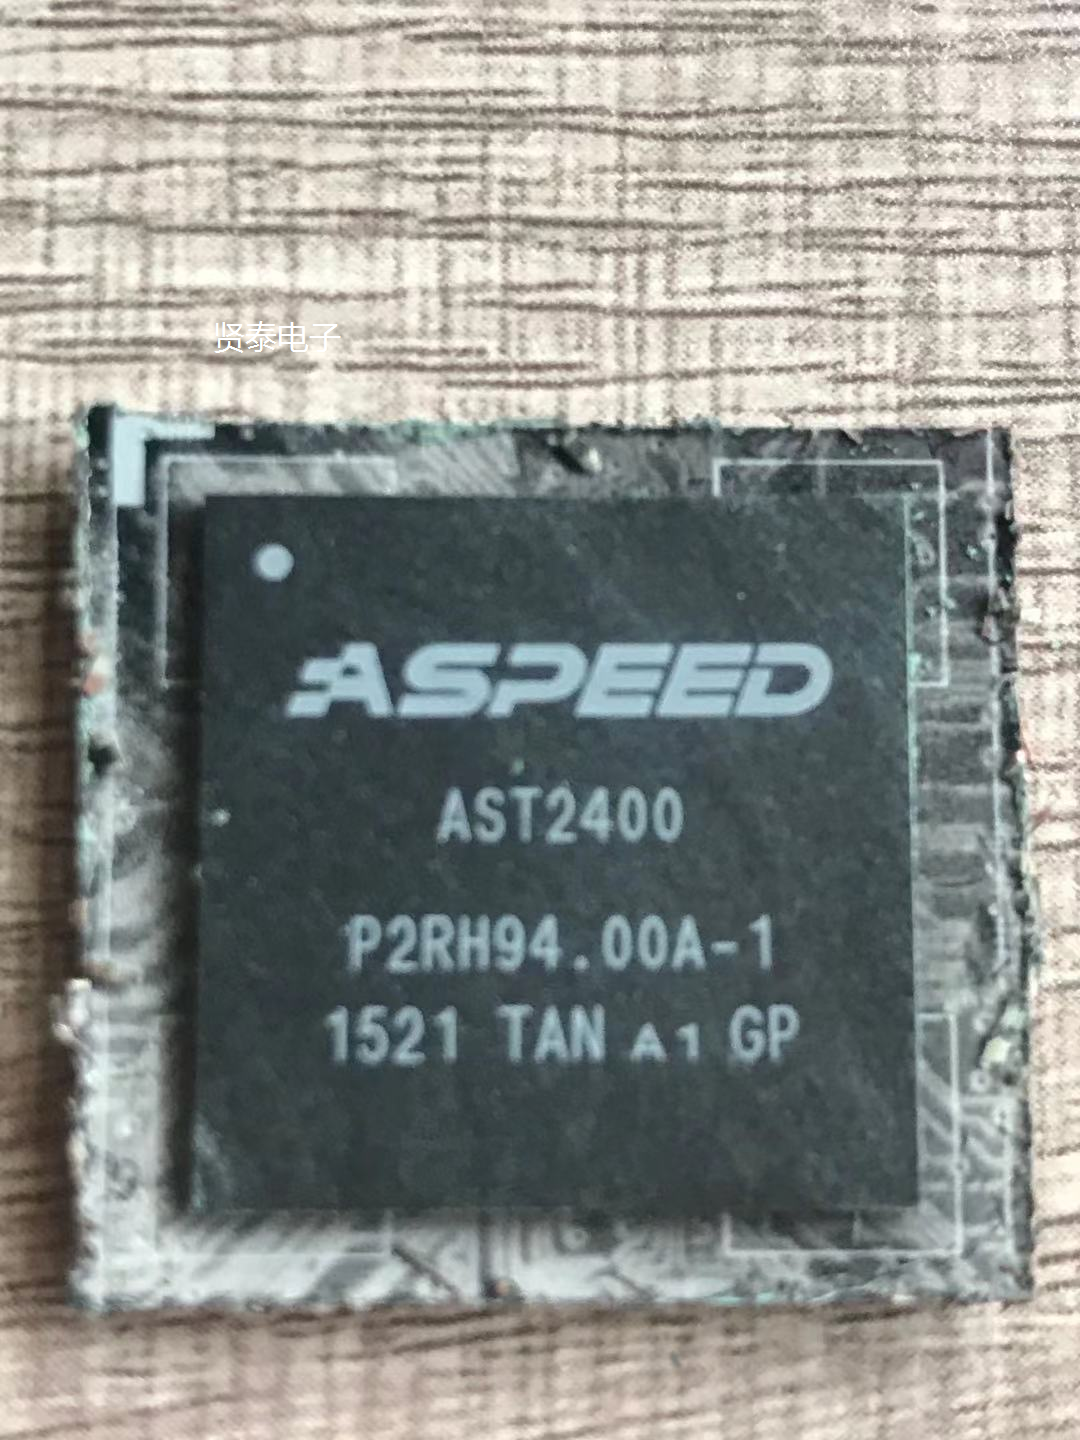 贤泰电子
ASPEED
AST2400
P2RH94.00A-1
1521 TAN A1 GP